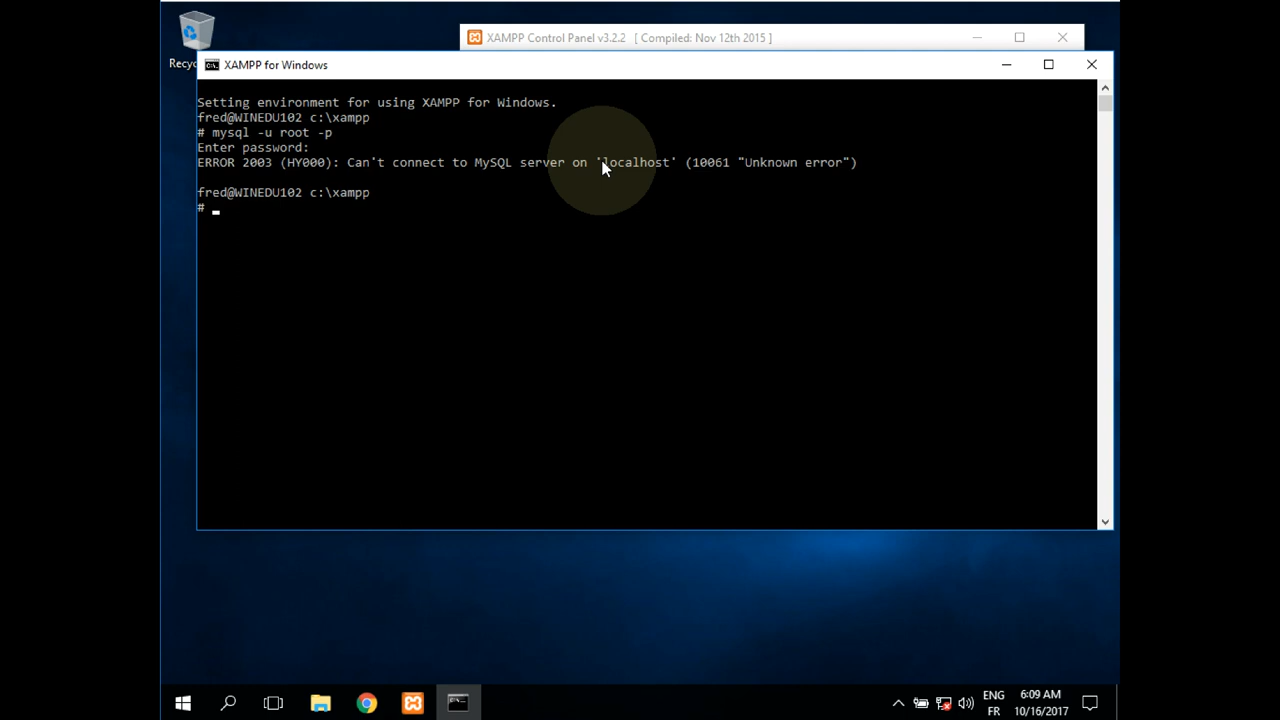 XAMPP Control Panel v3.2.2 [ Compiled: Nov 12th 2015 ]
Recyc
XAMPP for Windows
Setting environment for using XAMPP for Windows.
fred@WINEDU102 c:\xampp
# mysql -u root -p
Enter password:
ERROR 2003 (HY000): Can't connect to MySQL server on 'localhost' (10061 "Unknown error")
fred@WINEDU102 c:\xampp
#
ENG
FR
6:09 AM
10/16/2017